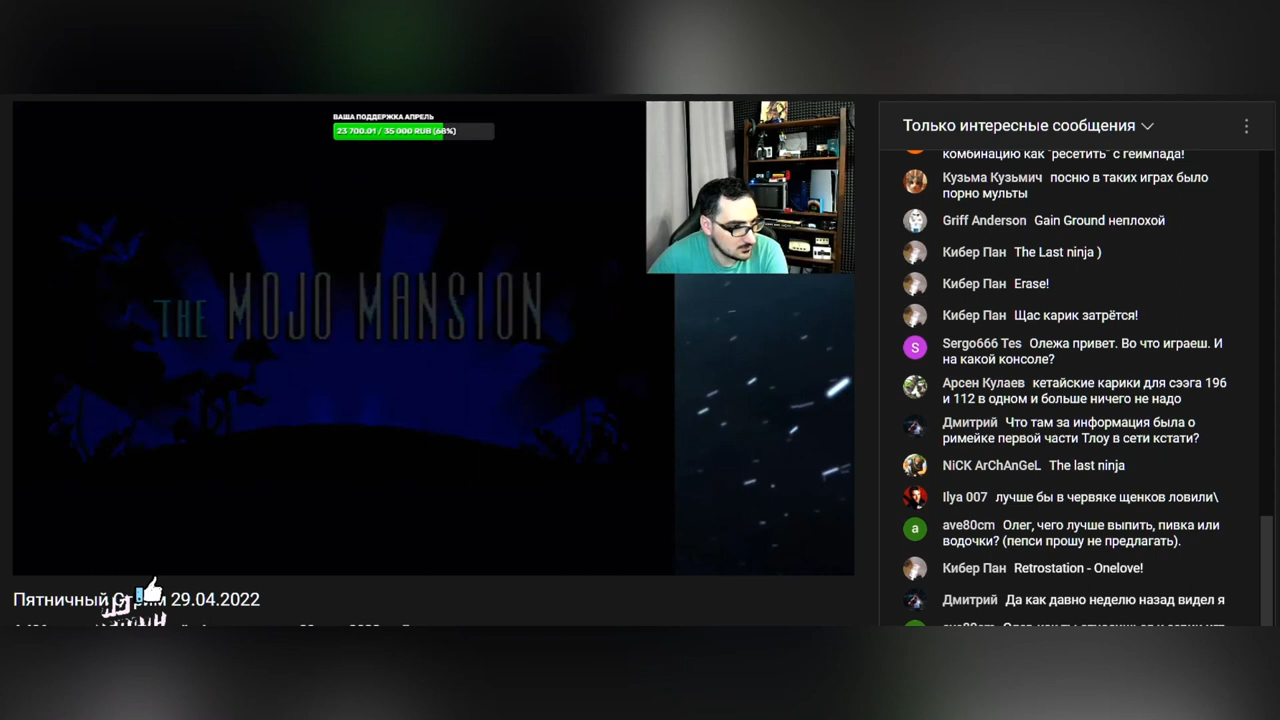 ВАША ПОДДЕРЖКА АПРЕЛЬ
23 700.01 / 35 000 RUB (68%)
THE MOJO MANSION
Пятничный Стрим 29.04.2022
Только интересные сообщения
комбинацию как "ресетить" с геймпада!
Кузьма Кузьмич посню в таких играх было
порно мульты
Griff Anderson Gain Ground неплохой
Кибер Пан The Last ninja )
Кибер Пан Erase!
Кибер Пан Щас карик затрётся!
S
Sergo666 Tes Олежа привет. Во что играеш. И
на какой консоле?
Арсен Кулаев кетайские карики для сээга 196
и 112 в одном и больше ничего не надо
Дмитрий Что там за информация была о
римейке первой части Тлоу в сети кстати?
NiCK ArChAnGeL The last ninja
Ilya 007 лучше бы в червяке щенков ловили\
a
ave80cm Олег, чего лучше выпить, пивка или
водочки? (пепси прошу не предлагать).
Кибер Пан Retrostation - Onelove!
Дмитрий Да как давно неделю назад видел я